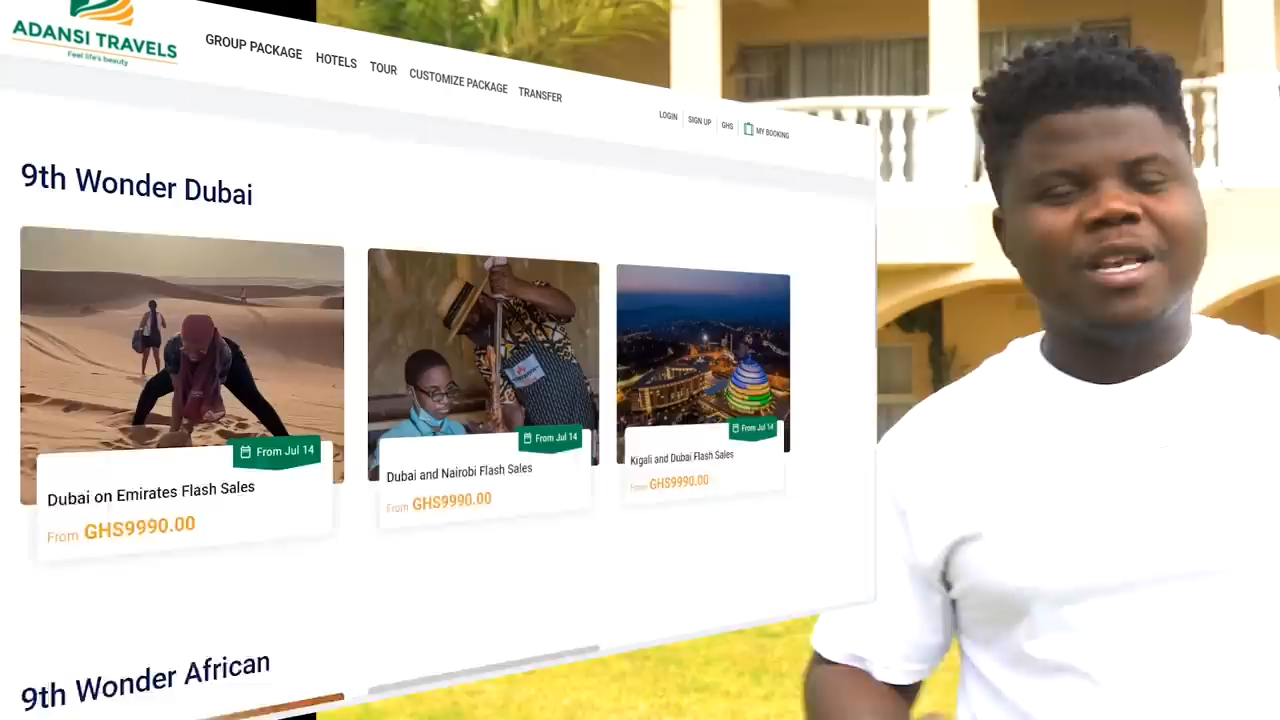 ADANSI TRAVELS
Feel life's beauty
GROUP PACKAGE
HOTELS
TOUR
CUSTOMIZE PACKAGE
TRANSFER
LOGIN
SIGN UP
GHS
MY BOOKING
9th Wonder Dubai
From Jul 14
Dubai on Emirates Flash Sales
From GHS9990.00
From Jul 14
Dubai and Nairobi Flash Sales
From GHS9990.00
From Jul 14
Kigali and Dubai Flash Sales
From GHS9990.00
9th Wonder African